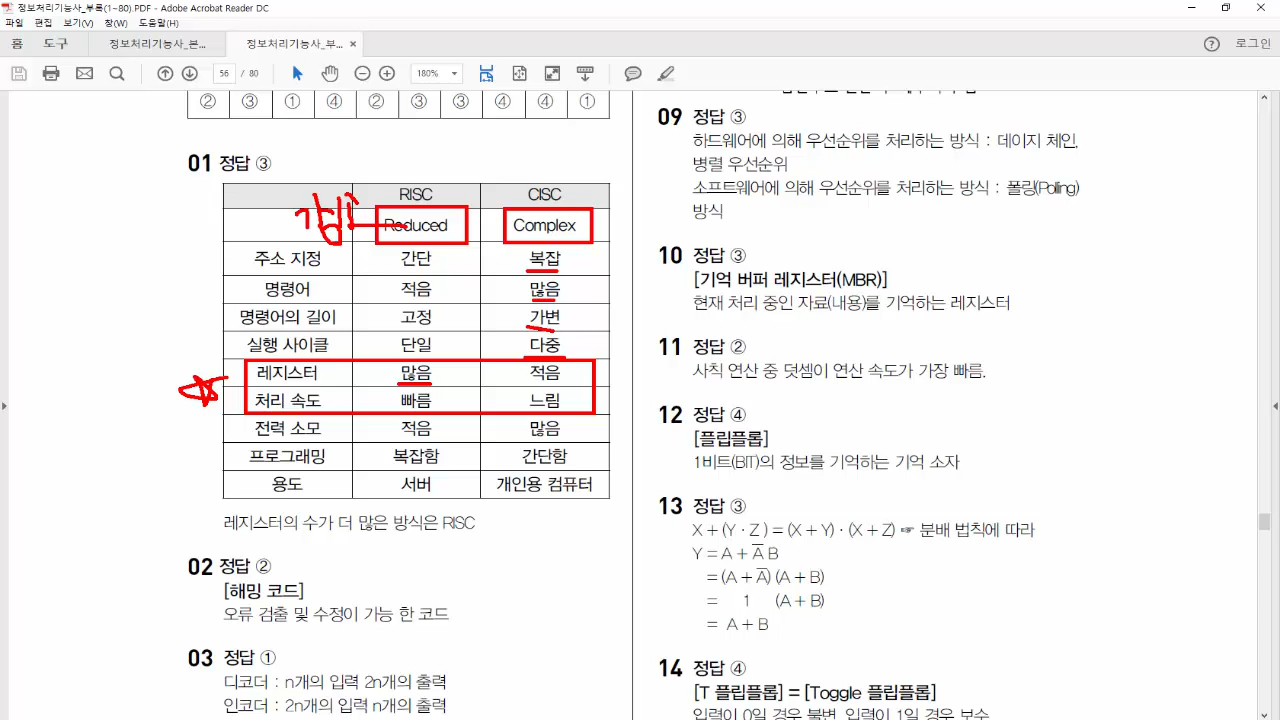 정보처리기능사_부록(1~80).PDF - Adobe Acrobat Reader DC
파일 편집 보기(V) 창(W) 도움말(H)
홈 도구 정보처리기능사_본... 정보처리기능사_부... × 로그인
56 / 80 180%
② ③ ① ④ ② ③ ③ ④ ④ ①
01 정답 ③
RISC CISC
Reduced Complex
주소 지정 간단 복잡
명령어 적음 많음
명령어의 길이 고정 가변
실행 사이클 단일 다중
레지스터 많음 적음
처리 속도 빠름 느림
전력 소모 적음 많음
프로그래밍 복잡함 간단함
용도 서버 개인용 컴퓨터
레지스터의 수가 더 많은 방식은 RISC
02 정답 ②
[해밍 코드]
오류 검출 및 수정이 가능 한 코드
03 정답 ①
디코더 : n개의 입력 2n개의 출력
인코더 : 2n개의 입력 n개의 출력
09 정답 ③
하드웨어에 의해 우선순위를 처리하는 방식 : 데이지 체인,
병렬 우선순위
소프트웨어에 의해 우선순위를 처리하는 방식 : 폴링(Polling)
방식
10 정답 ③
[기억 버퍼 레지스터(MBR)]
현재 처리 중인 자료(내용)를 기억하는 레지스터
11 정답 ②
사칙 연산 중 덧셈이 연산 속도가 가장 빠름.
12 정답 ④
[플립플롭]
1비트(BIT)의 정보를 기억하는 기억 소자
13 정답 ③
X + (Y · Z ) = (X + Y) · (X + Z) ☞ 분배 법칙에 따라
Y = A + A̅ B
= (A + A̅) (A + B)
= 1 (A + B)
= A + B
14 정답 ④
[T 플립플롭] = [Toggle 플립플롭]
입력이 0일 경우 불변, 입력이 1일 경우 보수